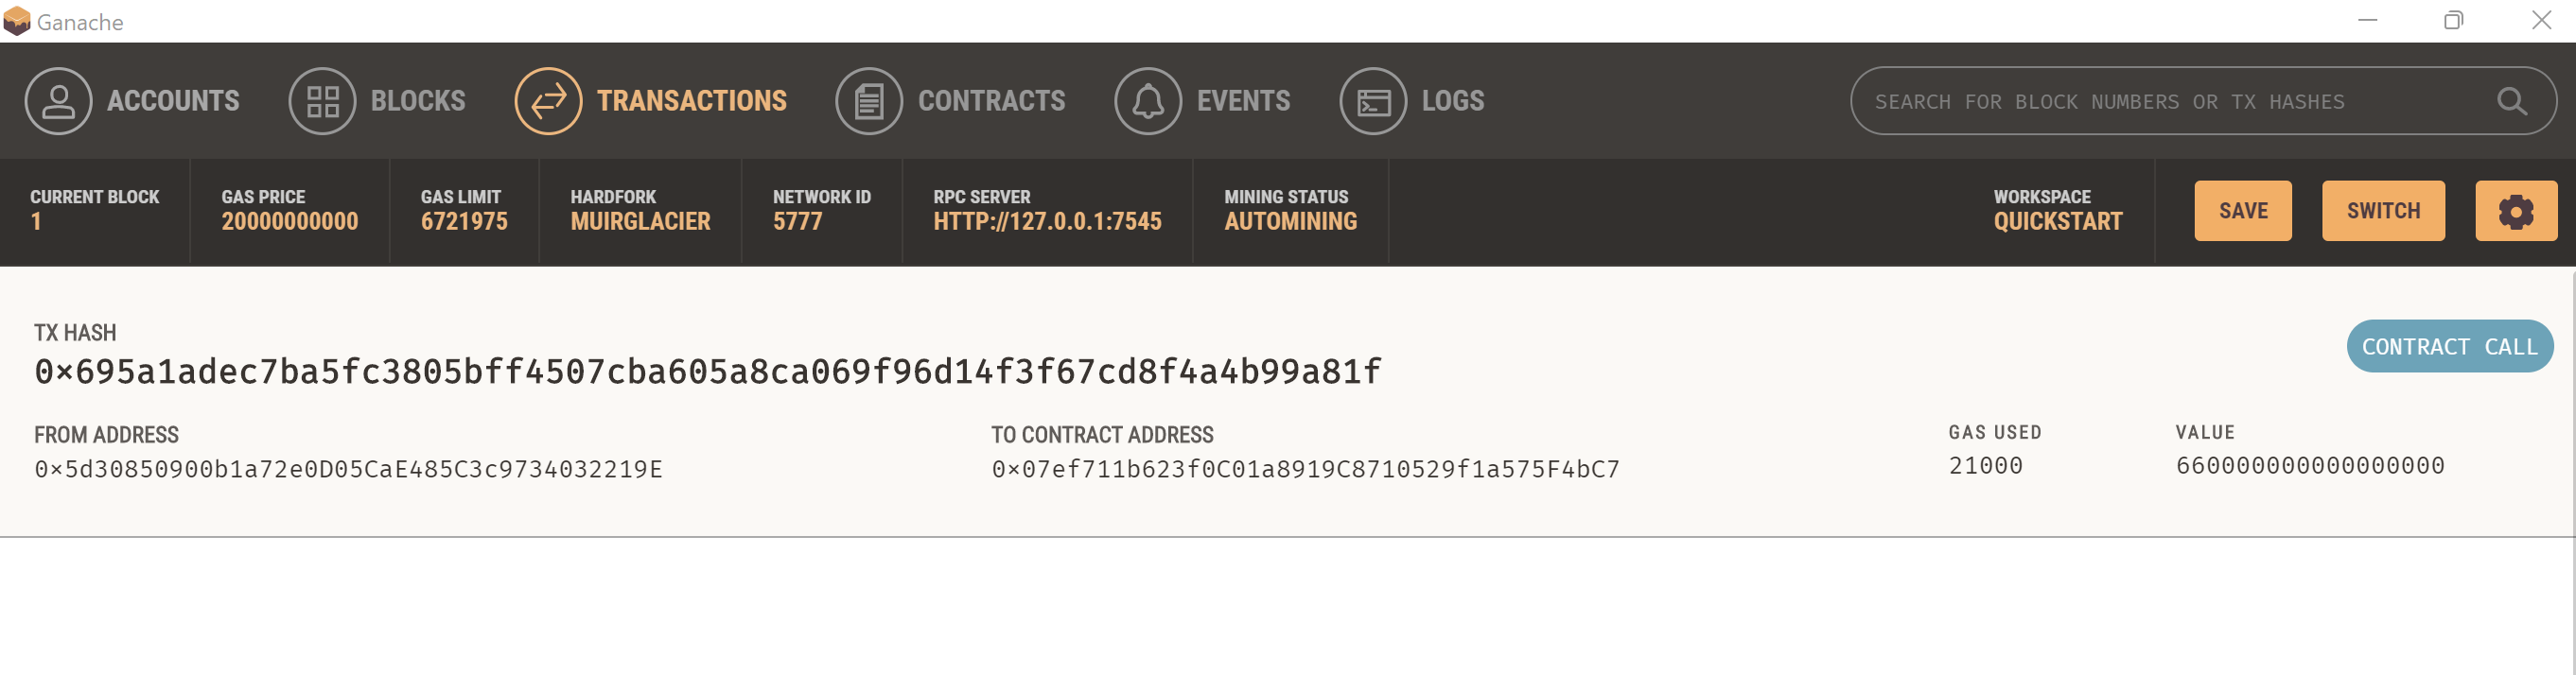 Ganache
ACCOUNTS BLOCKS TRANSACTIONS CONTRACTS EVENTS LOGS SEARCH FOR BLOCK NUMBERS OR TX HASHES
CURRENT BLOCK GAS PRICE GAS LIMIT HARDFORK NETWORK ID RPC SERVER MINING STATUS WORKSPACE
1 20000000000 6721975 MUIRGLACIER 5777 HTTP://127.0.0.1:7545 AUTOMINING QUICKSTART SAVE SWITCH
TX HASH
0×695a1adec7ba5fc3805bff4507cba605a8ca069f96d14f3f67cd8f4a4b99a81f CONTRACT CALL
FROM ADDRESS TO CONTRACT ADDRESS GAS USED VALUE
0×5d30850900b1a72e0D05CaE485C3c9734032219E 0×07ef711b623f0C01a8919C8710529f1a575F4bC7 21000 660000000000000000